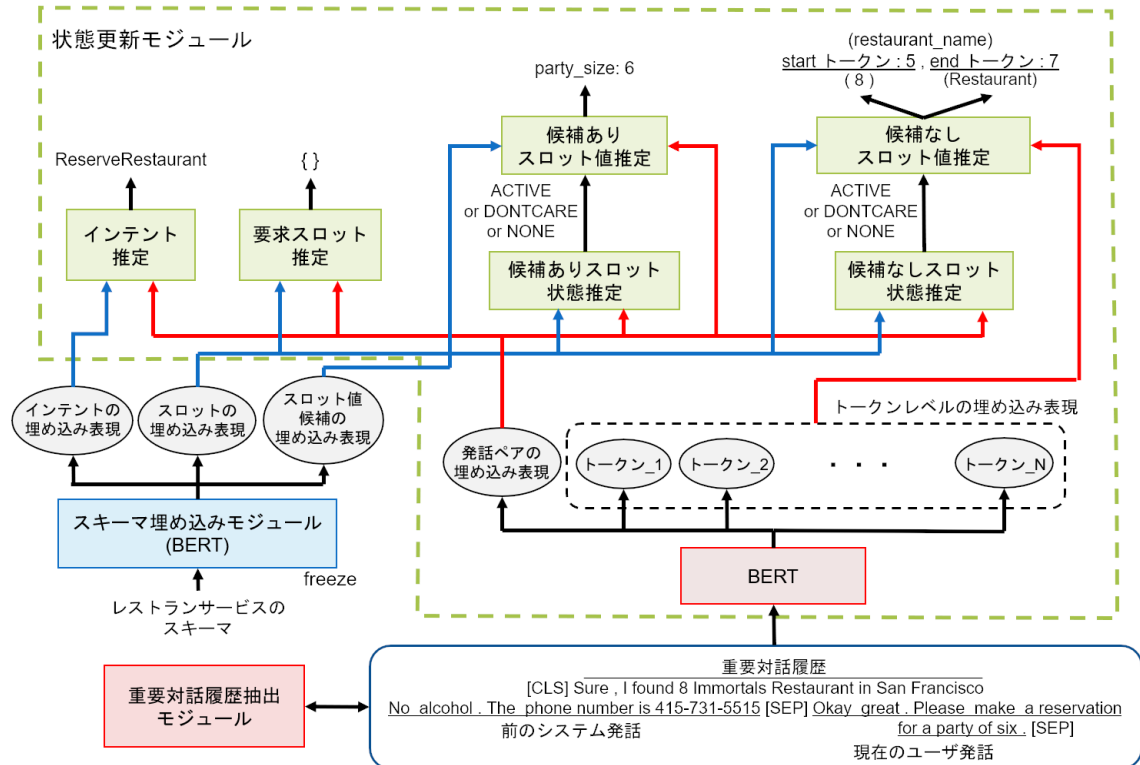 状態更新モジュール
(restaurant_name)
start トークン : 5 , end トークン : 7
( 8 )
(Restaurant)
party_size: 6
候補あり
スロット値推定
候補なし
スロット値推定
ReserveRestaurant
{ }
ACTIVE
or DONTCARE
or NONE
ACTIVE
or DONTCARE
or NONE
インテント
推定
要求スロット
推定
候補ありスロット
状態推定
候補なしスロット
状態推定
インテントの
埋め込み表現
スロットの
埋め込み表現
スロット値
候補の
埋め込み表現
トークンレベルの埋め込み表現
発話ペアの
埋め込み表現
トークン_1
トークン_2
・ ・ ・
トークン_N
スキーマ埋め込みモジュール
(BERT)
freeze
BERT
レストランサービスの
スキーマ
重要対話履歴抽出
モジュール
重要対話履歴
[CLS] Sure , I found 8 Immortals Restaurant in San Francisco
No alcohol . The phone number is 415-731-5515 [SEP] Okay great . Please make a reservation
for a party of six . [SEP]
前のシステム発話
現在のユーザ発話